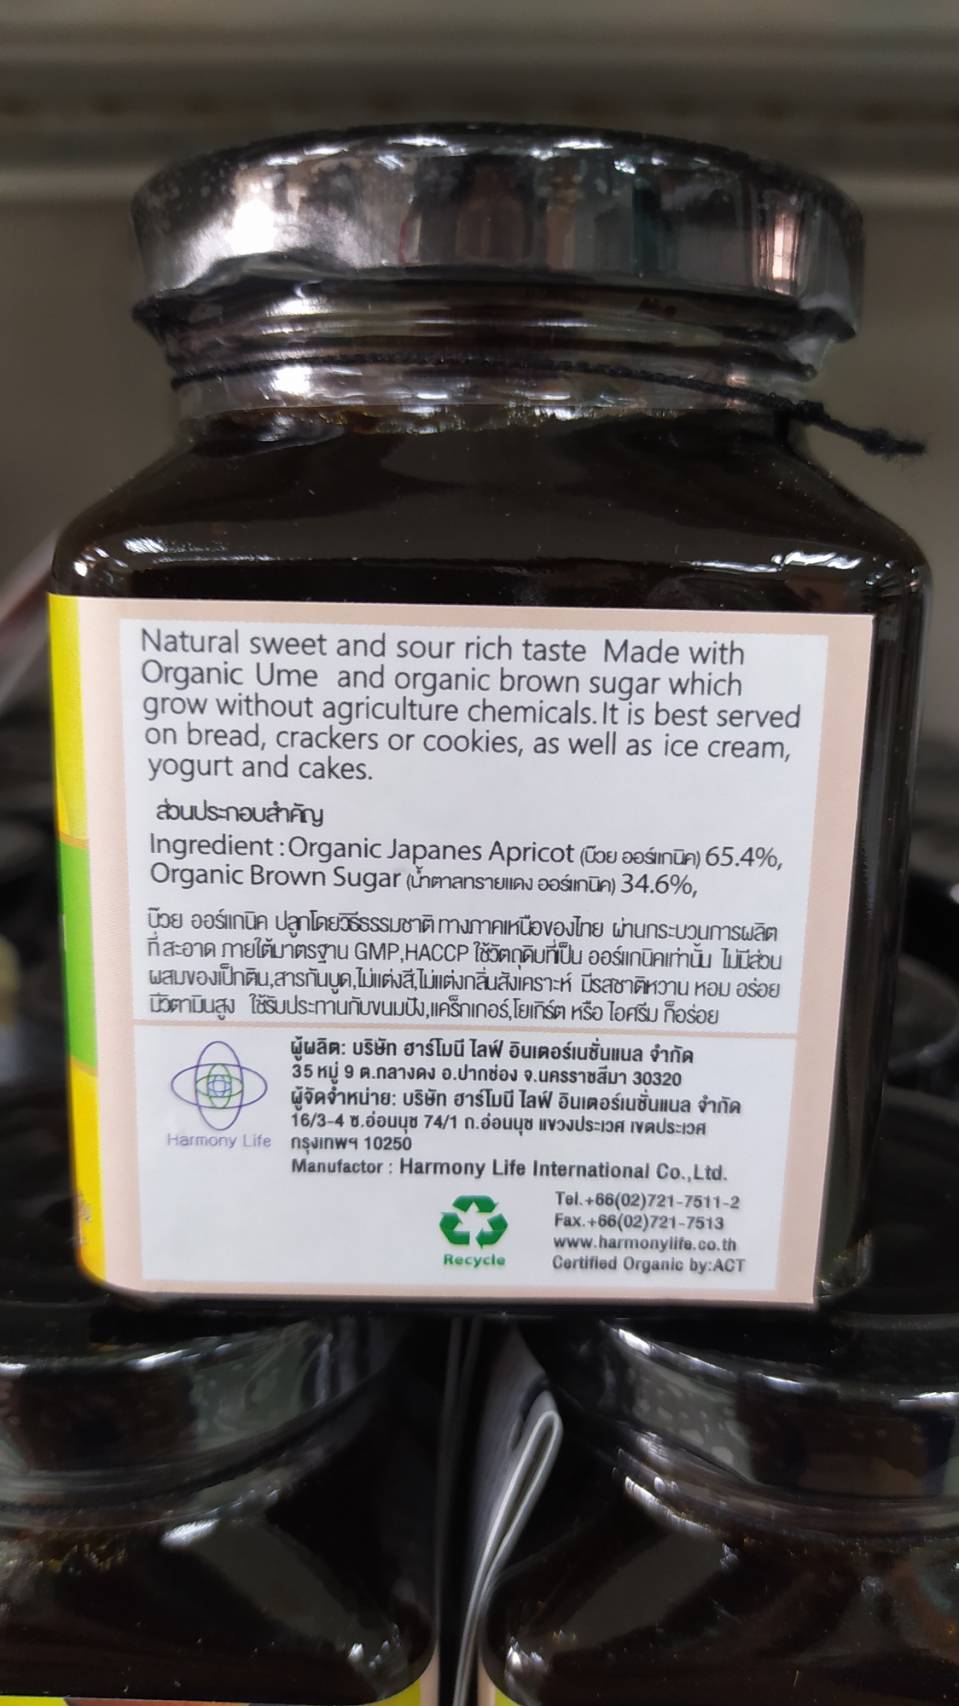 Natural sweet and sour rich taste Made with
Organic Ume and organic brown sugar which
grow without agriculture chemicals. It is best served
on bread, crackers or cookies, as well as ice cream,
yogurt and cakes.
ส่วนประกอบสำคัญ
Ingredient : Organic Japanes Apricot (บ๊วย ออร์แกนิค) 65.4%,
Organic Brown Sugar (น้ำตาลทรายแดง ออร์แกนิค) 34.6%,
บ๊วย ออร์แกนิค ปลูกโดยวิธีธรรมชาติ ทางภาคเหนือของไทย ผ่านกระบวนการผลิต
ที่ สะอาด ภายใต้มาตรฐาน GMP,HACCP ใช้วัตถุดิบที่เป็น ออร์แกนิคเท่านั้น ไม่มีส่วน
ผสมของเป็กติน,สารกันบูด,ไม่แต่งสี,ไม่แต่งกลิ่นสังเคราะห์ มีรสชาติหวาน หอม อร่อย
มีวิตามินสูง ใช้รับประทานกับขนมปัง,แคร็กเกอร์,โยเกิร์ต หรือ ไอศรีม ก็อร่อย
ผู้ผลิต: บริษัท ฮาร์โมนี ไลฟ์ อินเตอร์เนชั่นแนล จำกัด
35 หมู่ 9 ต.กลางดง อ.ปากช่อง จ.นครราชสีมา 30320
ผู้จัดจำหน่าย: บริษัท ฮาร์โมนี ไลฟ์ อินเตอร์เนชั่นแนล จำกัด
16/3-4 ซ.อ่อนนุช 74/1 ถ.อ่อนนุช แขวงประเวศ เขตประเวศ
กรุงเทพฯ 10250
Harmony Life
Manufactor : Harmony Life International Co.,Ltd.
Tel.+66(02)721-7511-2
Fax.+66(02)721-7513
www.harmonylife.co.th
Certified Organic by:ACT
Recycle